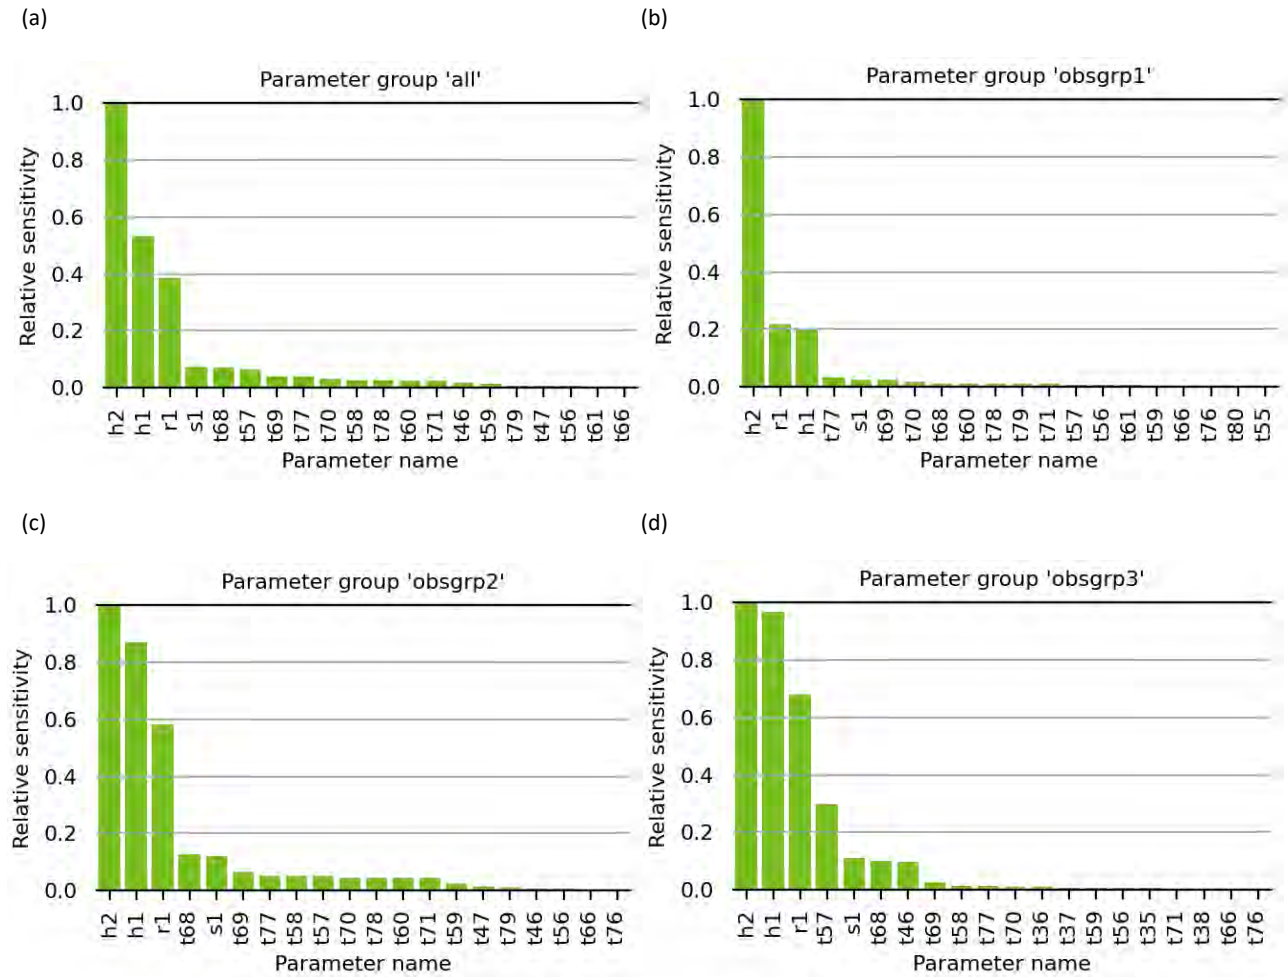 (a)
Parameter group 'all'
Relative sensitivity
1.0
0.8
0.6
0.4
0.2
0.0
h2 h1 r1 s1 t68 t57 t69 t77 t70 t58 t78 t60 t71 t46 t59 t79 t47 t56 t61 t66
Parameter name
(b)
Parameter group 'obsgrp1'
Relative sensitivity
1.0
0.8
0.6
0.4
0.2
0.0
h2 r1 h1 t77 s1 t69 t70 t68 t60 t78 t79 t71 t57 t56 t61 t59 t66 t76 t80 t55
Parameter name
(c)
Parameter group 'obsgrp2'
Relative sensitivity
1.0
0.8
0.6
0.4
0.2
0.0
h2 h1 r1 t68 s1 t69 t77 t58 t57 t70 t78 t60 t71 t59 t47 t79 t46 t56 t66 t76
Parameter name
(d)
Parameter group 'obsgrp3'
Relative sensitivity
1.0
0.8
0.6
0.4
0.2
0.0
h2 h1 r1 t57 s1 t68 t46 t69 t58 t77 t70 t36 t37 t59 t56 t35 t71 t38 t66 t76
Parameter name